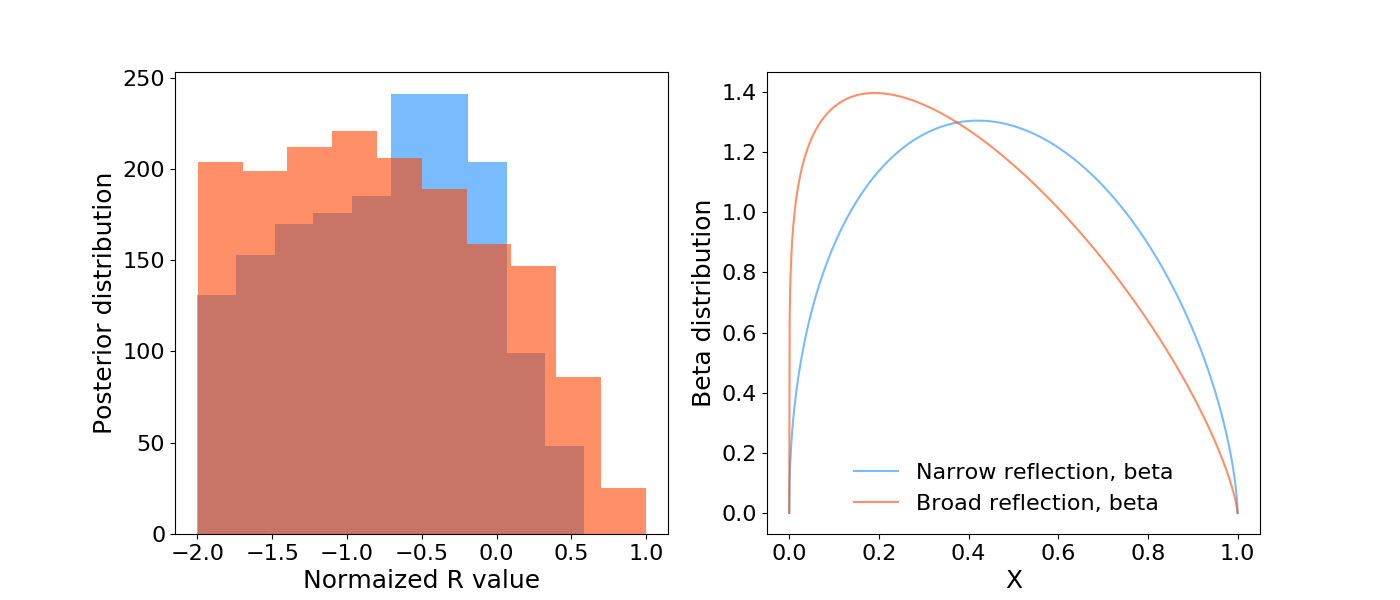 Posterior distribution
250
200
150
100
50
0
−2.0 −1.5 −1.0 −0.5 0.0 0.5 1.0
Normaized R value
Beta distribution
1.4
1.2
1.0
0.8
0.6
0.4
0.2
0.0
Narrow reflection, beta
Broad reflection, beta
0.0 0.2 0.4 0.6 0.8 1.0
X